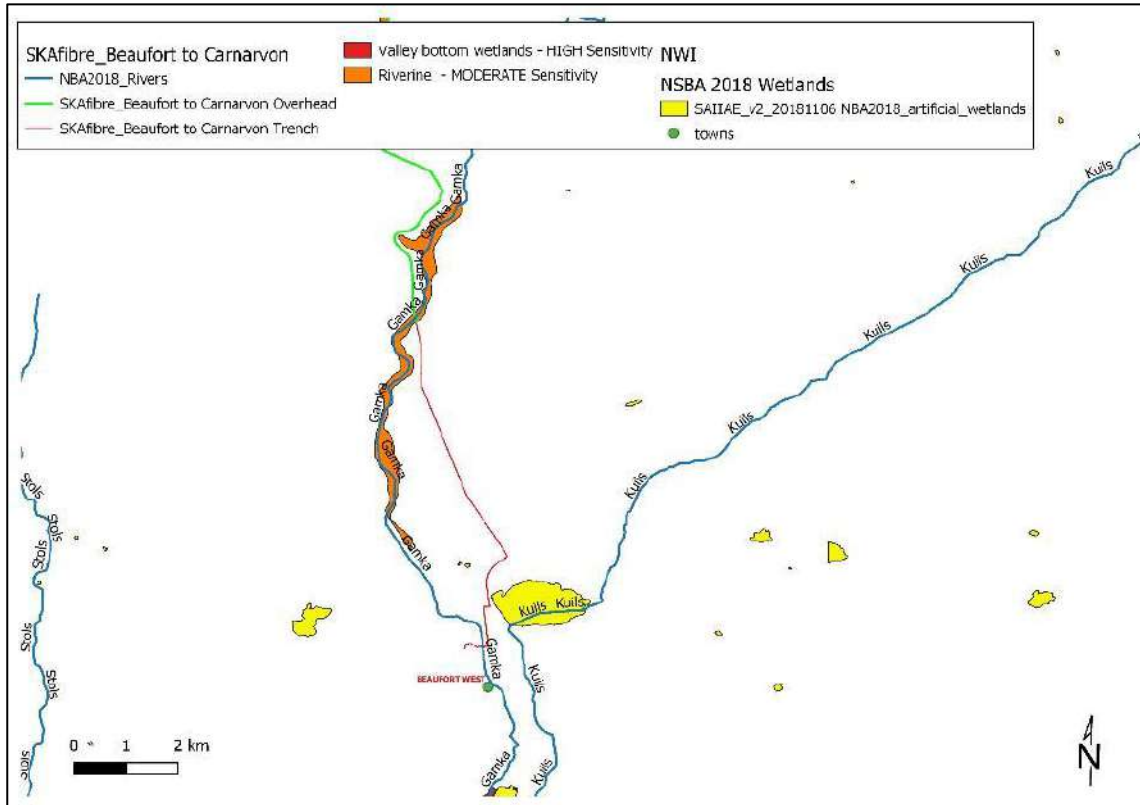 SKAfibre_Beaufort to Carnarvon
NBA2018_Rivers
SKAfibre_Beaufort to Carnarvon Overhead
SKAfibre_Beaufort to Carnarvon Trench
Valley bottom wetlands - HIGH Sensitivity
Riverine - MODERATE Sensitivity
NWI
NSBA 2018 Wetlands
SAIIAE_v2_20181106 NBA2018_artificial_wetlands
towns
Gamka
Gamka
Gamka
Gamka
Gamka
Gamka
Gamka
Gamka
Gamka
Kuils
Kuils
Kuils
Kuils
Kuils
Kuils
Kuils
Kuils
Kuils
Stols
Stols
Stols
Stols
Stols
Stols
BEAUFORT WEST
0 1 2 km
N